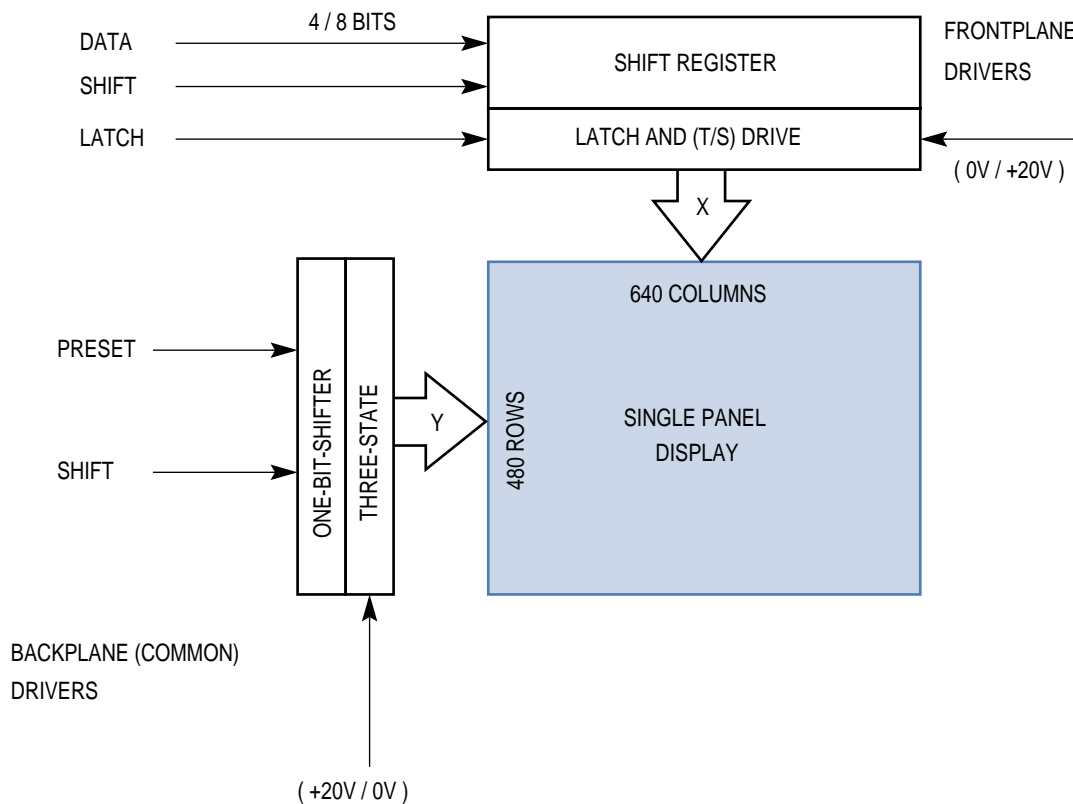 4 / 8 BITS
DATA
SHIFT
LATCH
SHIFT REGISTER
LATCH AND (T/S) DRIVE
FRONTPLANE
DRIVERS
( 0V / +20V )
X
640 COLUMNS
480 ROWS
SINGLE PANEL
DISPLAY
PRESET
SHIFT
ONE-BIT-SHIFTER
THREE-STATE
Y
BACKPLANE (COMMON)
DRIVERS
( +20V / 0V )